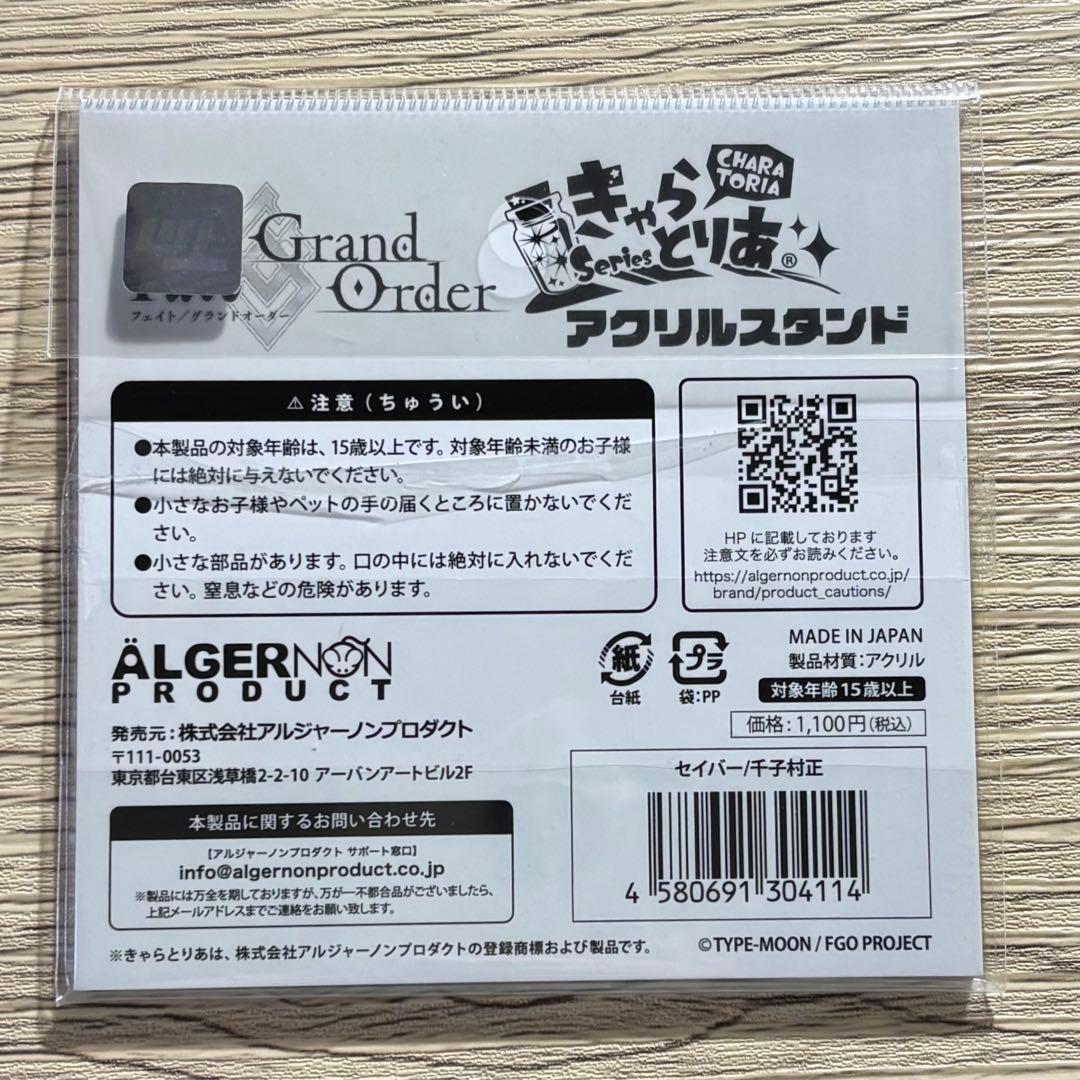 Grand
Order
フェイト/グランドオーダー
CHARA
TORIA
きゃら
Series とりあ®
アクリルスタンド
⚠注意(ちゅうい)
●本製品の対象年齢は、15歳以上です。対象年齢未満のお子様
には絶対に与えないでください。
●小さなお子様やペットの手の届くところに置かないでくだ
さい。
●小さな部品があります。口の中には絶対に入れないでくだ
さい。窒息などの危険があります。
HPに記載しております
注意文を必ずお読みください。
https://algernonproduct.co.jp/
brand/product_cautions/
ÄLGERNON
PRODUCT
発売元:株式会社アルジャーノンプロダクト
〒111-0053
東京都台東区浅草橋2-2-10 アーバンアートビル2F
紙
台紙
プラ
袋:PP
MADE IN JAPAN
製品材質:アクリル
対象年齢15歳以上
価格:1,100円(税込)
本製品に関するお問い合わせ先
【アルジャーノンプロダクト サポート窓口】
info@algernonproduct.co.jp
※製品には万全を期しておりますが、万が一不都合品がございましたら、
上記メールアドレスまでご連絡をお願い致します。
セイバー/千子村正
4 580691 304114
※きゃらとりあは、株式会社アルジャーノンプロダクトの登録商標および製品です。
©TYPE-MOON / FGO PROJECT